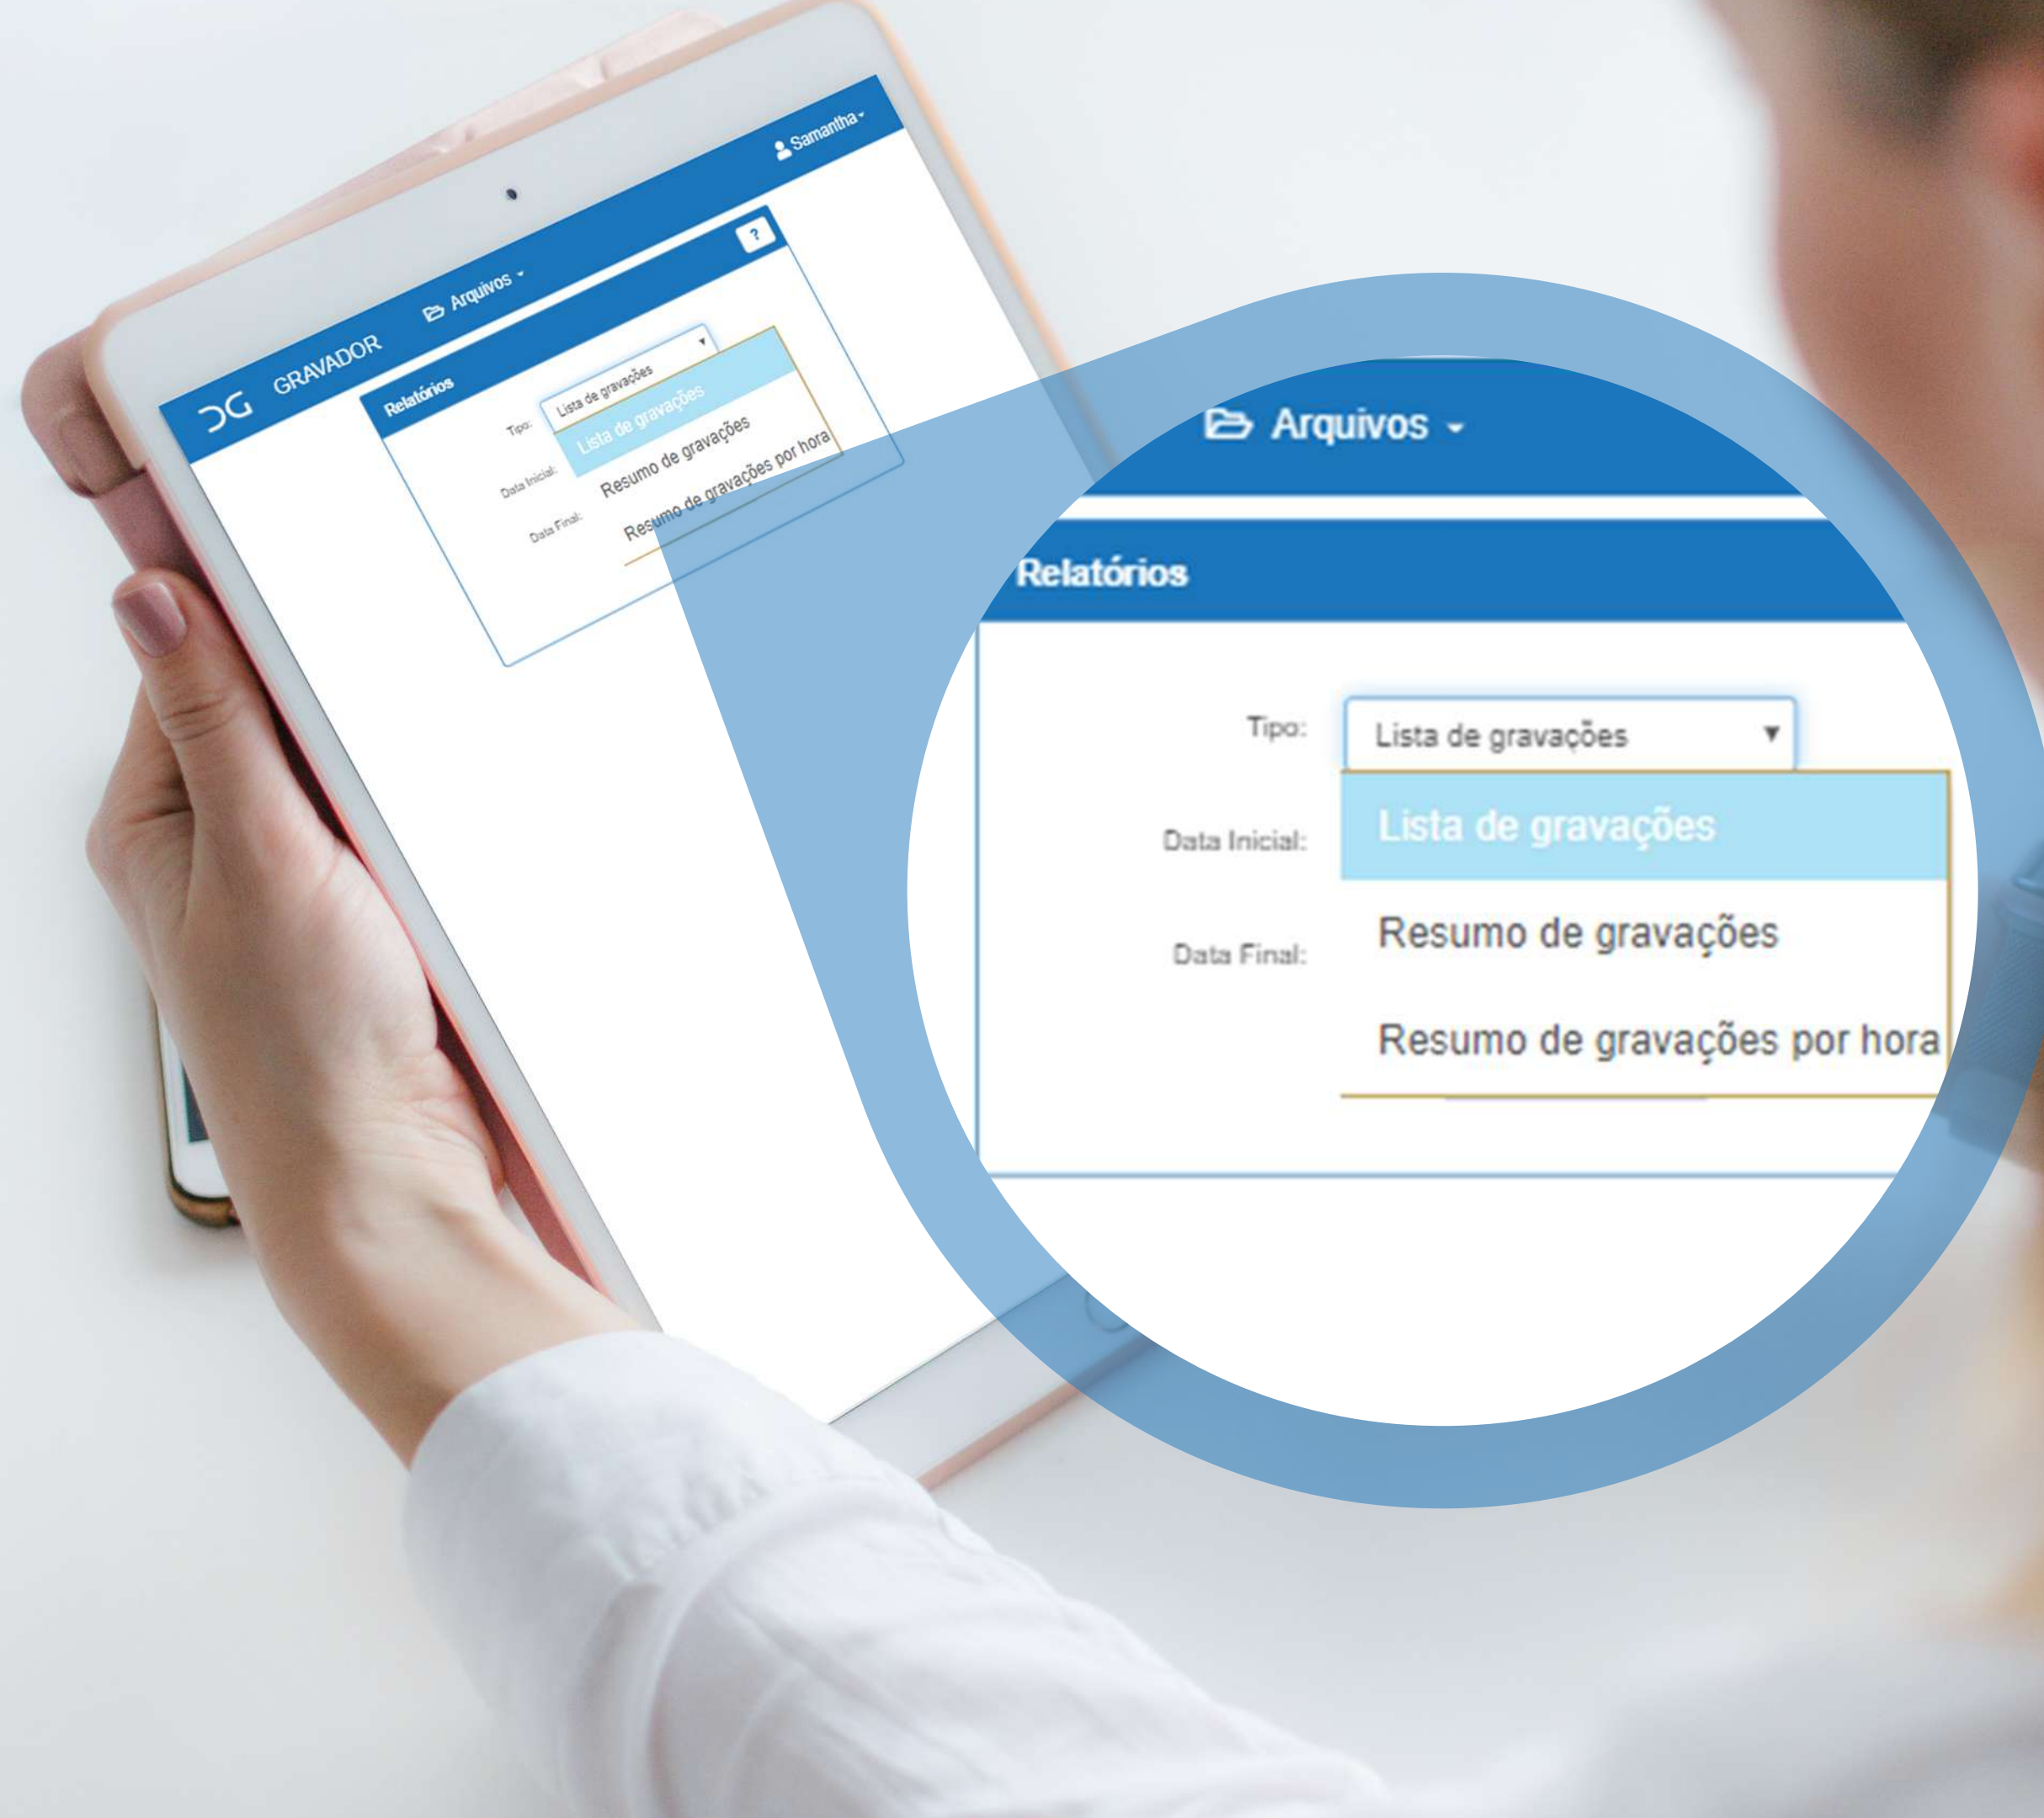 DG GRAVADOR Arquivos Samantha
Relatórios ?
Tipo: Lista de gravações
Lista de gravações
Data Inicial:
Resumo de gravações
Data Final:
Resumo de gravações por hora
Arquivos
Relatórios
Tipo: Lista de gravações
Data Inicial: Lista de gravações
Data Final: Resumo de gravações
Resumo de gravações por hora